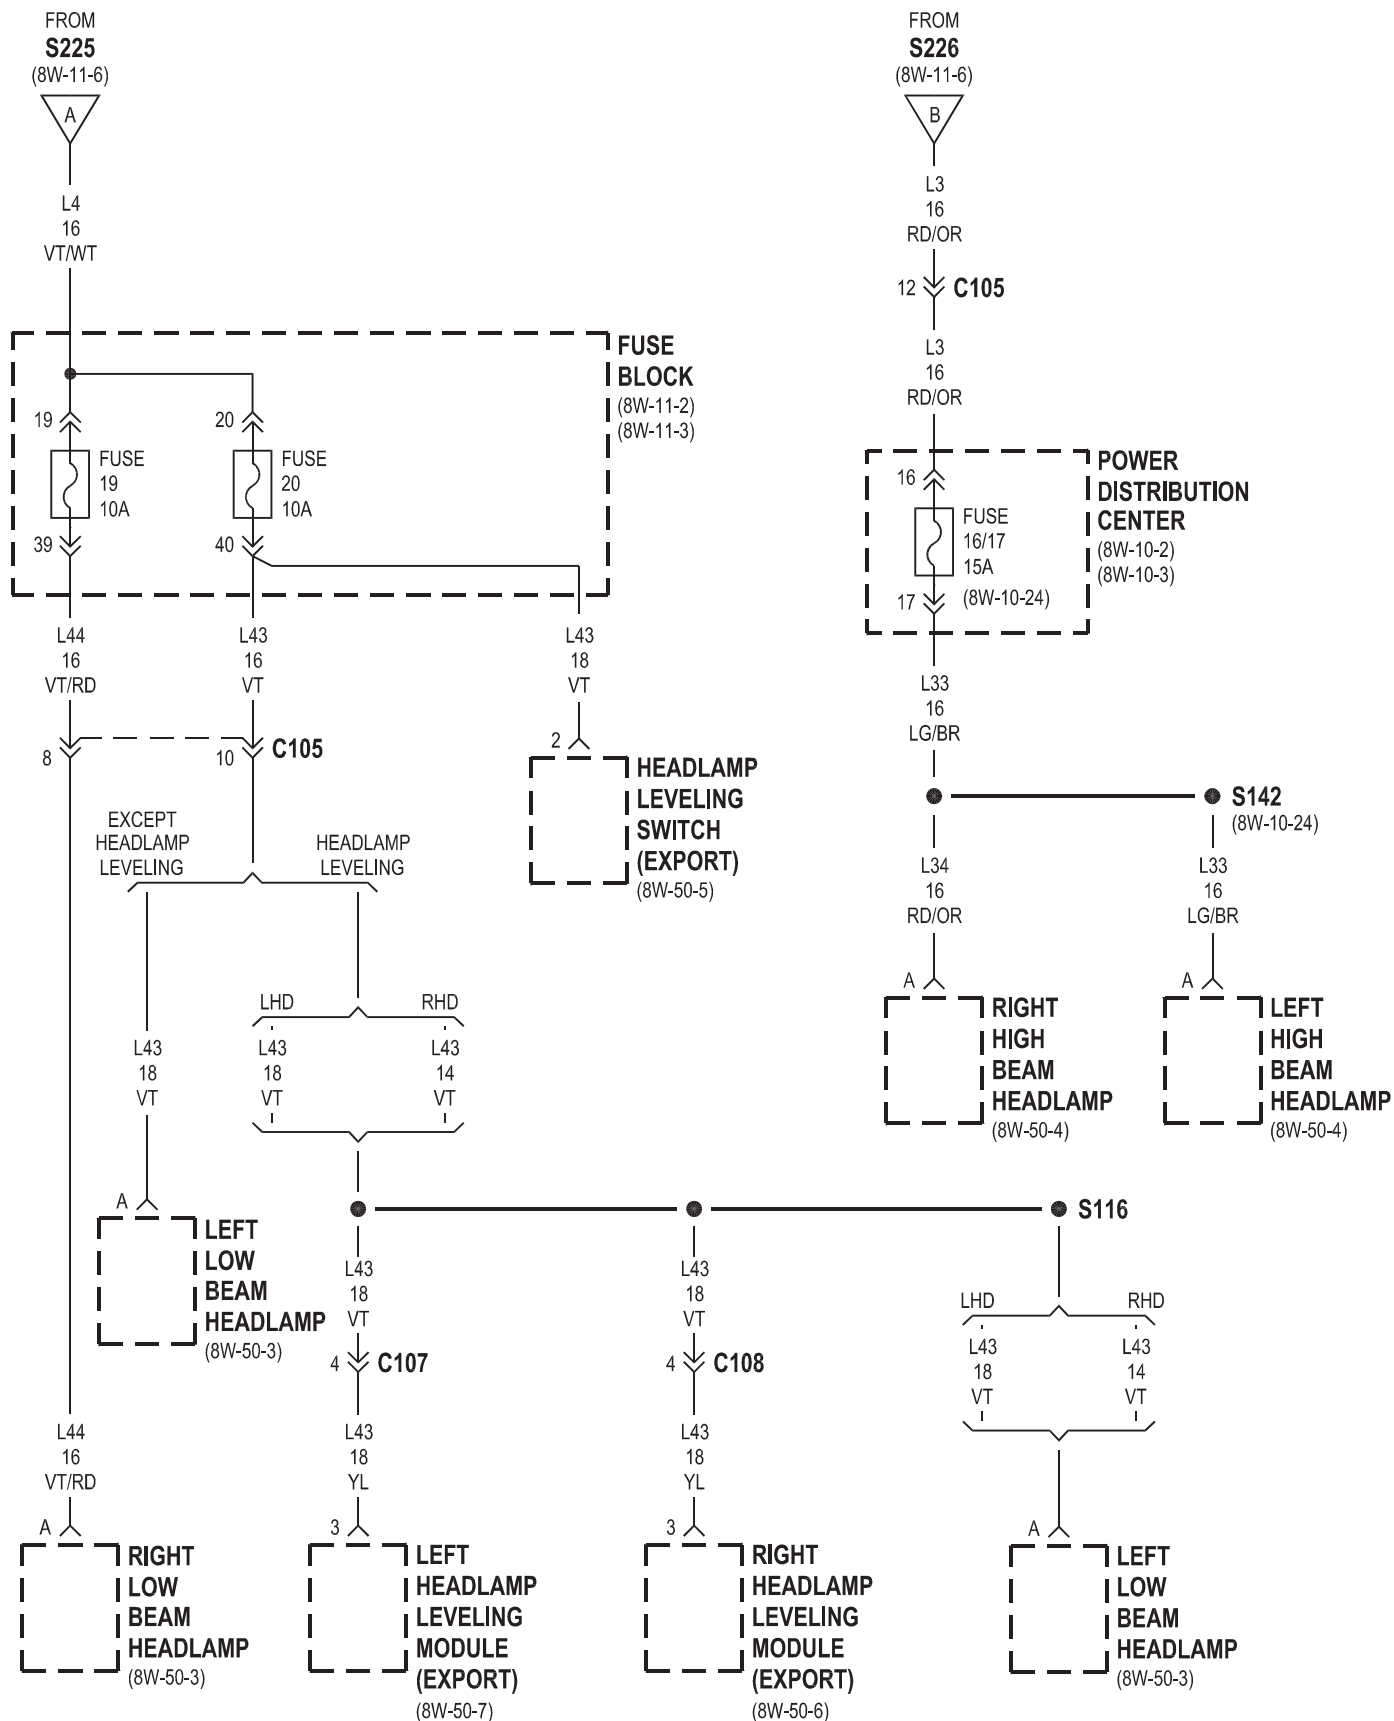 FROM
S225
(8W-11-6)
A
L4
16
VT/WT
FUSE
BLOCK
(8W-11-2)
(8W-11-3)
19
FUSE
19
10A
39
20
FUSE
20
10A
40
L44
16
VT/RD
L43
16
VT
L43
18
VT
8
10
C105
2
HEADLAMP
LEVELING
SWITCH
(EXPORT)
(8W-50-5)
EXCEPT
HEADLAMP
LEVELING
HEADLAMP
LEVELING
LHD
RHD
L43
18
VT
L43
18
VT
L43
14
VT
A
LEFT
LOW
BEAM
HEADLAMP
(8W-50-3)
FROM
S226
(8W-11-6)
B
L3
16
RD/OR
12
C105
L3
16
RD/OR
POWER
DISTRIBUTION
CENTER
(8W-10-2)
(8W-10-3)
16
FUSE
16/17
15A
(8W-10-24)
17
L33
16
LG/BR
S142
(8W-10-24)
L34
16
RD/OR
L33
16
LG/BR
A
RIGHT
HIGH
BEAM
HEADLAMP
(8W-50-4)
A
LEFT
HIGH
BEAM
HEADLAMP
(8W-50-4)
S116
L43
18
VT
4
C107
L43
18
YL
L43
18
VT
4
C108
L43
18
YL
LHD
RHD
L43
18
VT
L43
14
VT
L44
16
VT/RD
A
RIGHT
LOW
BEAM
HEADLAMP
(8W-50-3)
3
LEFT
HEADLAMP
LEVELING
MODULE
(EXPORT)
(8W-50-7)
3
RIGHT
HEADLAMP
LEVELING
MODULE
(EXPORT)
(8W-50-6)
A
LEFT
LOW
BEAM
HEADLAMP
(8W-50-3)